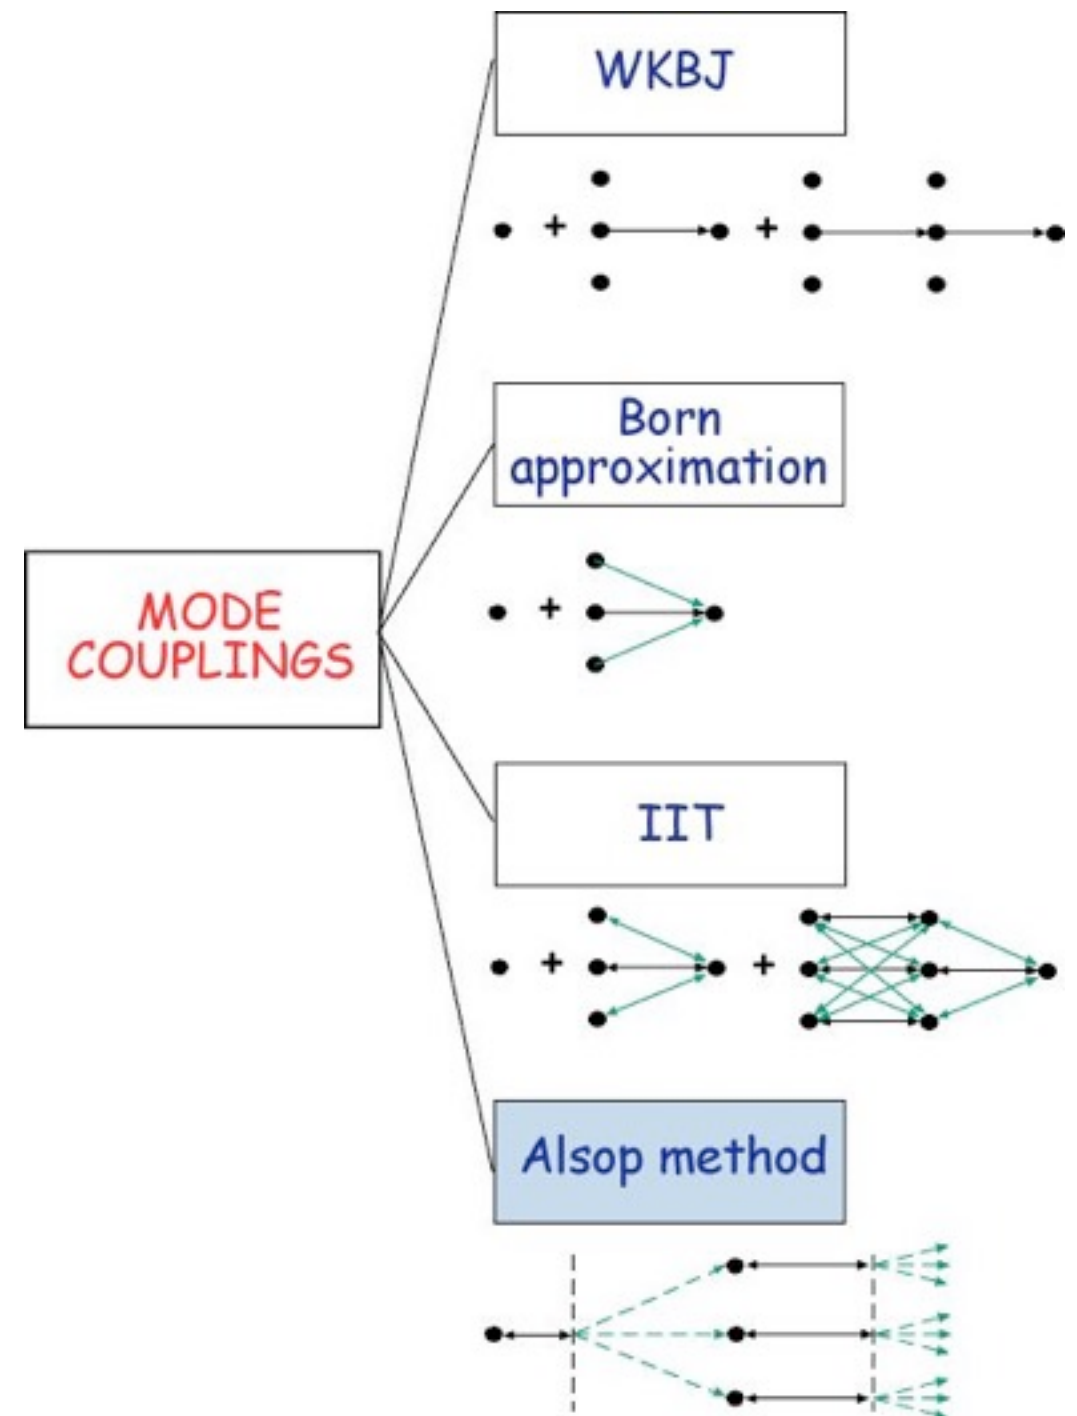 WKBJ
+
+
Born
approximation
+
MODE
COUPLINGS
IIT
+
+
Alsop method